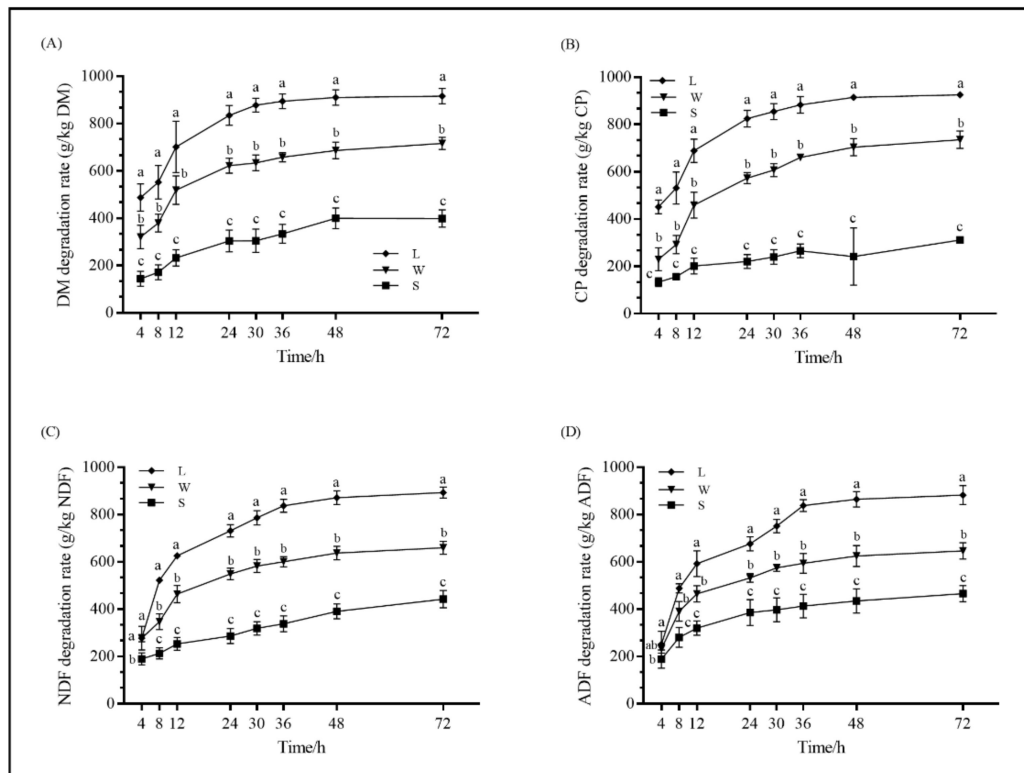 (A)
DM degradation rate (g/kg DM)
1000
800
600
400
200
0
a a a a a a a a
b b b b b b b b
c c c c c c c c
L
W
S
4 8 12 24 30 36 48 72
Time/h
(B)
CP degradation rate (g/kg CP)
1000
800
600
400
200
0
L
W
S
a a a a a a a a
b b b b b b b b
c c c c c c c c
4 8 12 24 30 36 48 72
Time/h
(C)
NDF degradation rate (g/kg NDF)
1000
800
600
400
200
0
L
W
S
a a a a a a a a
a b b b b b b b
b c c c c c c c
4 8 12 24 30 36 48 72
Time/h
(D)
ADF degradation rate (g/kg ADF)
1000
800
600
400
200
0
L
W
S
a a a a a a a a
ab b b b b b b b
b c c c c c c c
4 8 12 24 30 36 48 72
Time/h